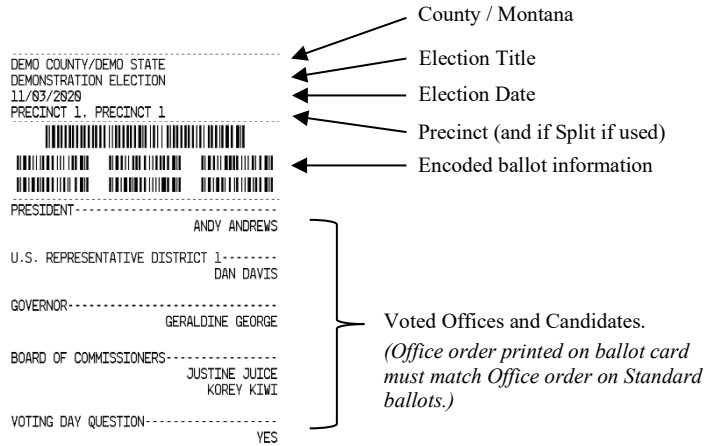 County / Montana
DEMO COUNTY/DEMO STATE
Election Title
DEMONSTRATION ELECTION
11/03/2020
Election Date
PRECINCT 1, PRECINCT 1
Precinct (and if Split if used)
Encoded ballot information
PRESIDENT
ANDY ANDREWS
U.S. REPRESENTATIVE DISTRICT 1
DAN DAVIS
GOVERNOR
GERALDINE GEORGE
BOARD OF COMMISSIONERS
JUSTINE JUICE
KOREY KIWI
VOTING DAY QUESTION
YES
Voted Offices and Candidates.
(Office order printed on ballot card
must match Office order on Standard
ballots.)